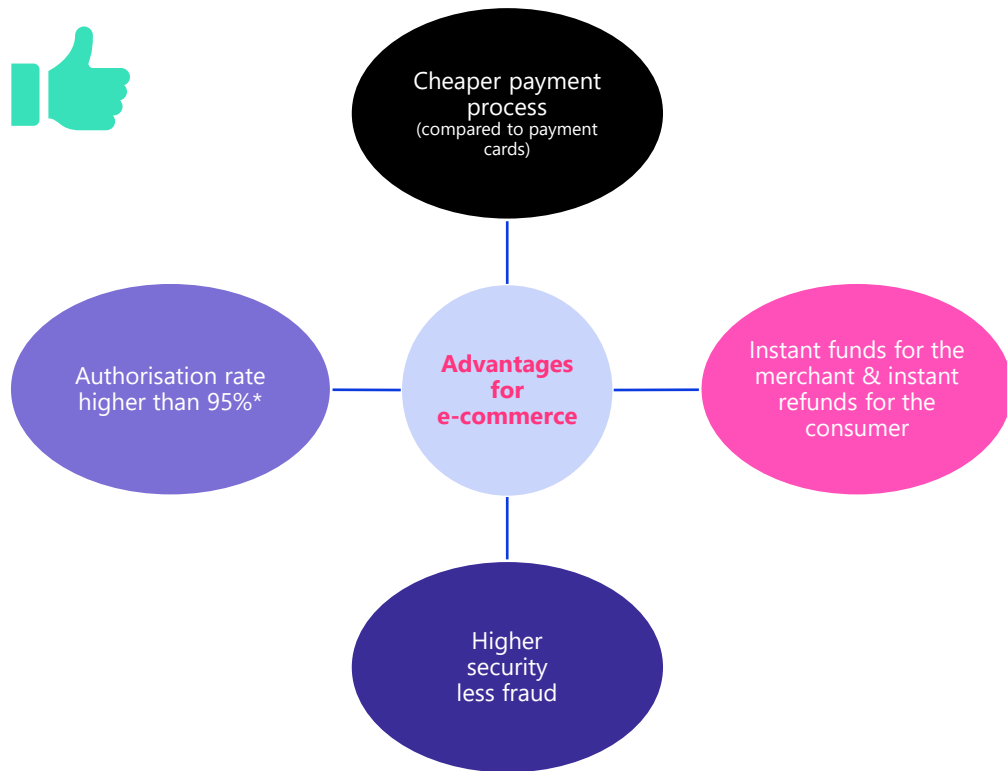 Cheaper payment
process
(compared to payment
cards)
Authorisation rate
higher than 95%*
Advantages
for
e-commerce
Instant funds for the
merchant & instant
refunds for the
consumer
Higher
security
less fraud